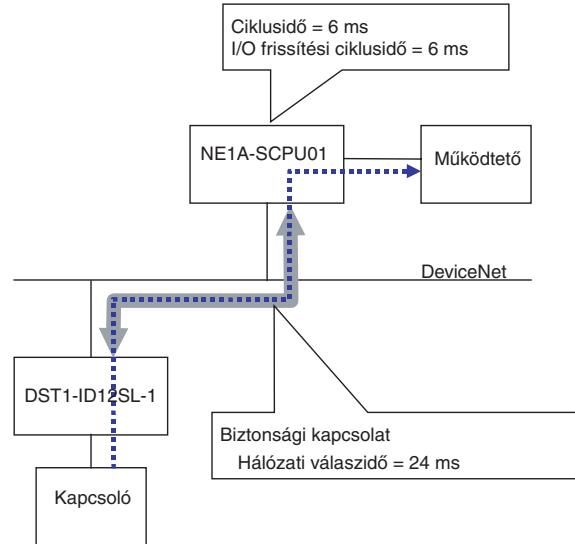 Ciklusidő = 6 ms
I/O frissítési ciklusidő = 6 ms
NE1A-SCPU01
Működtető
DeviceNet
DST1-ID12SL-1
Biztonsági kapcsolat
Hálózati válaszidő = 24 ms
Kapcsoló